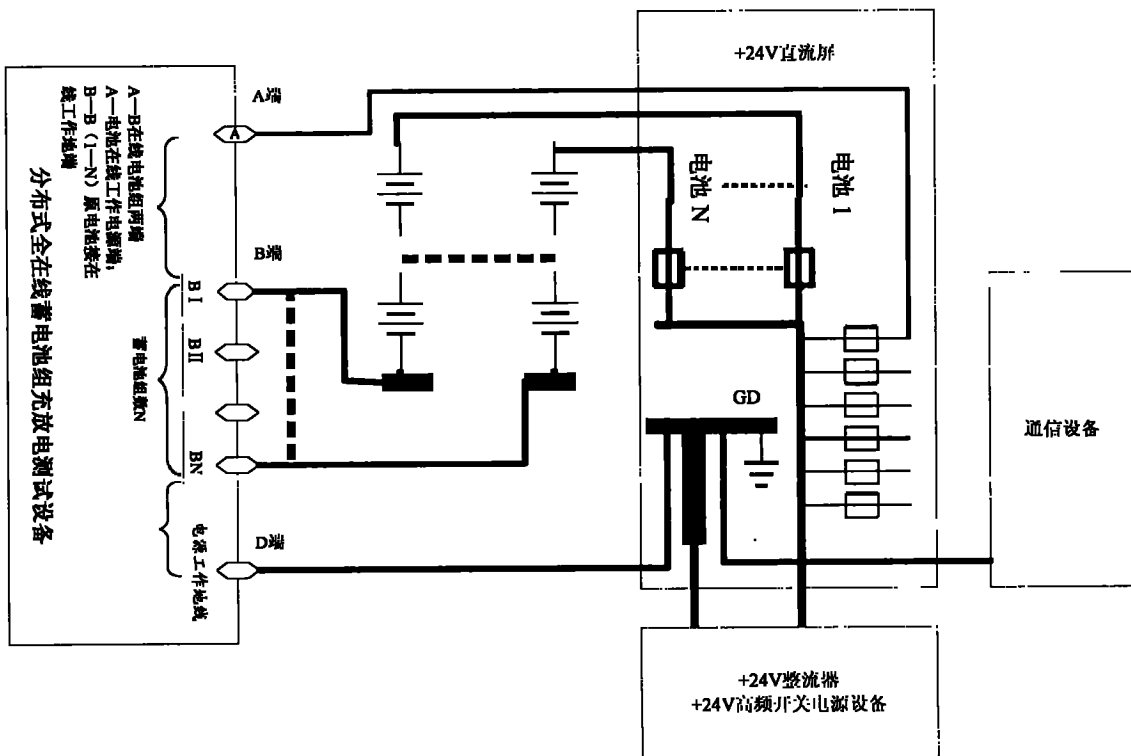 +24V直流屏
A端
A
A—B在线电池组两端
A—电池在线工作电源端；
B—B（1—N）原电池接在
线工作地端
分布式全在线蓄电池组充放电测试设备
B端
BⅠ
BⅡ
BN
蓄电池组数N
电源工作地线
D端
电池 N
电池 1
GD
通信设备
+24V整流器
+24V高频开关电源设备